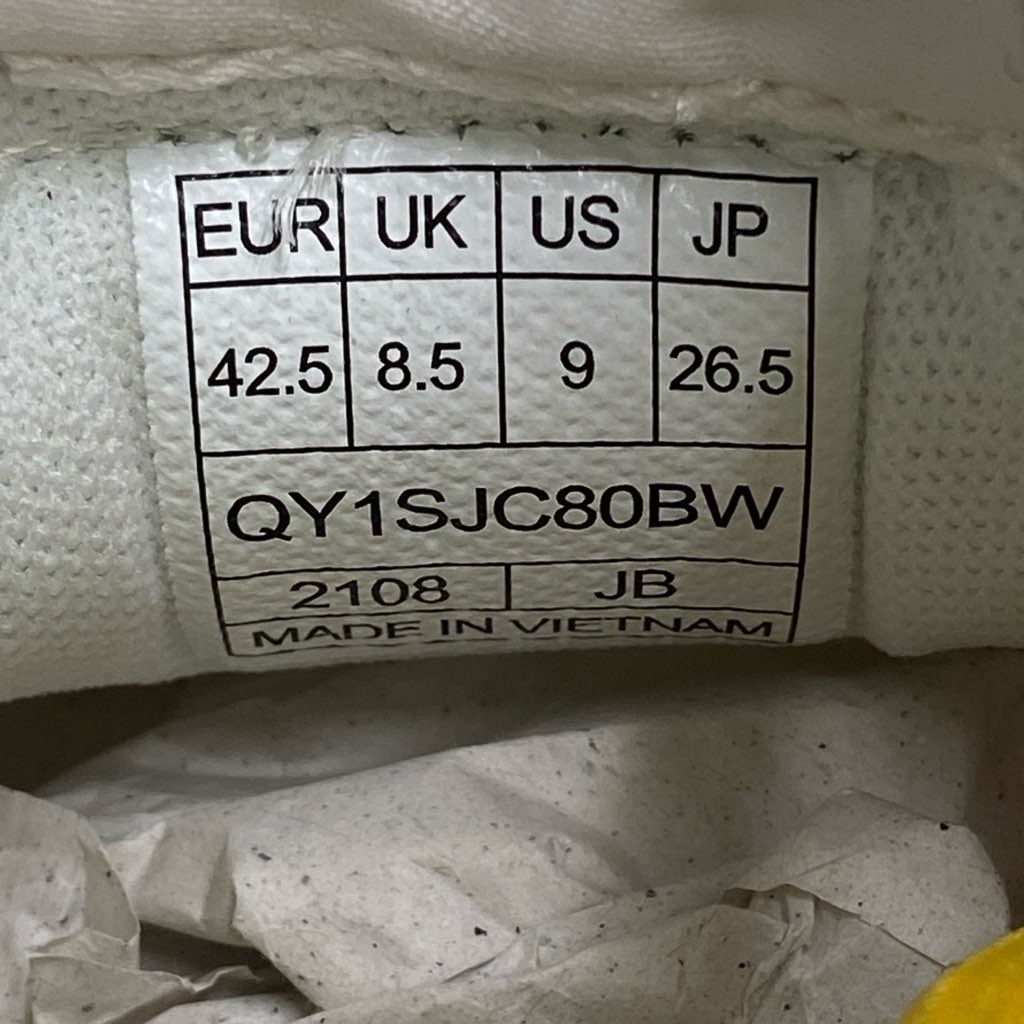 EUR UK US JP
42.5 8.5 9 26.5
QY1SJC80BW
2108 JB
MADE IN VIETNAM